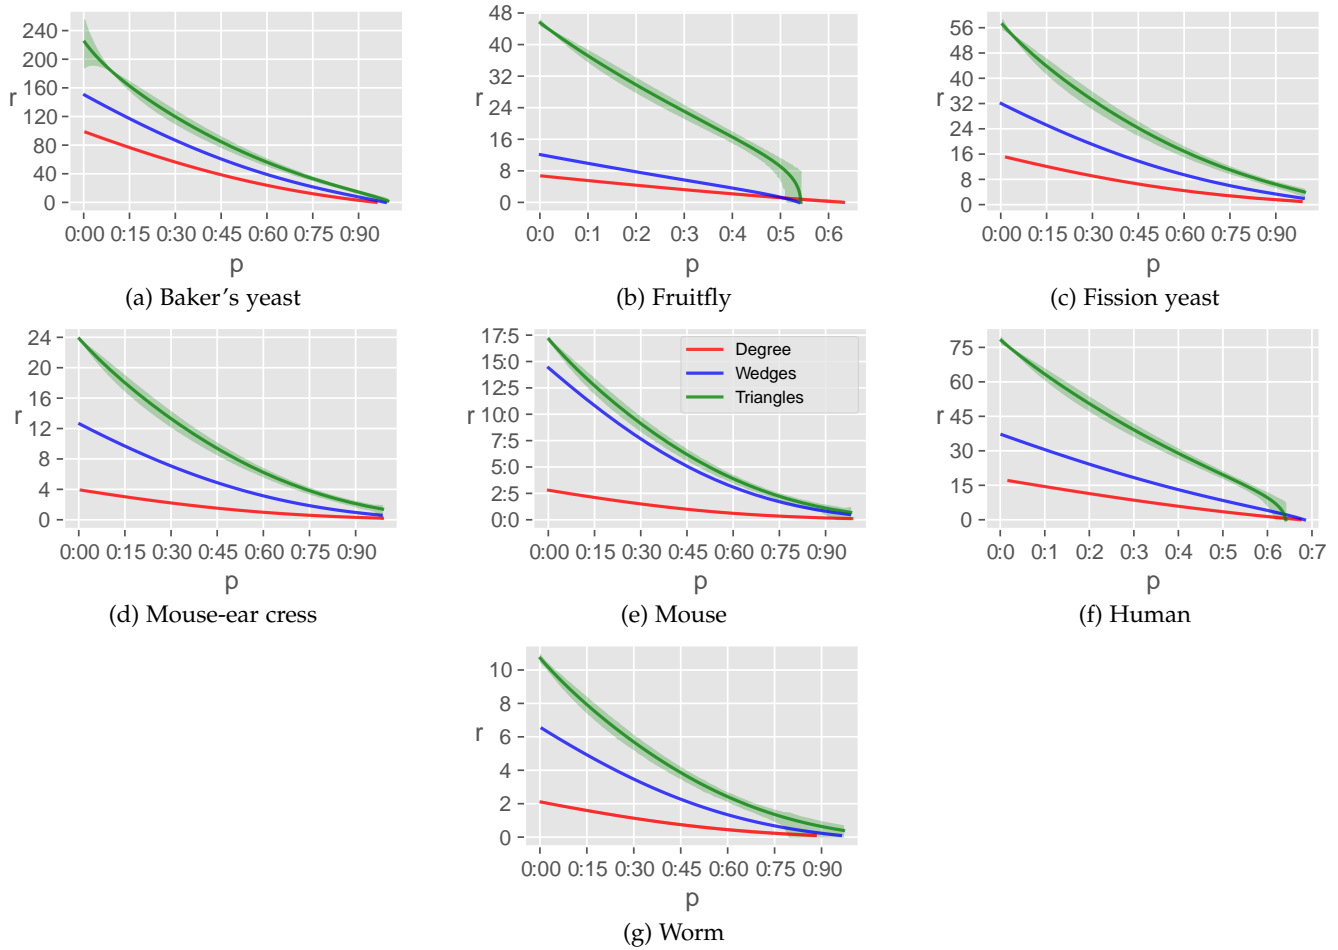 240
200
160
120
80
40
0
r
0:00 0:15 0:30 0:45 0:60 0:75 0:90
p
(a) Baker's yeast
48
40
32
24
16
8
0
r
0:0 0:1 0:2 0:3 0:4 0:5 0:6
p
(b) Fruitfly
56
48
40
32
24
16
8
0
r
0:00 0:15 0:30 0:45 0:60 0:75 0:90
p
(c) Fission yeast
24
20
16
12
8
4
0
r
0:00 0:15 0:30 0:45 0:60 0:75 0:90
p
(d) Mouse-ear cress
17:5
15:0
12:5
10:0
7:5
5:0
2:5
0:0
r
Degree
Wedges
Triangles
0:00 0:15 0:30 0:45 0:60 0:75 0:90
p
(e) Mouse
75
60
45
30
15
0
r
0:0 0:1 0:2 0:3 0:4 0:5 0:6 0:7
p
(f) Human
10
8
6
4
2
0
r
0:00 0:15 0:30 0:45 0:60 0:75 0:90
p
(g) Worm